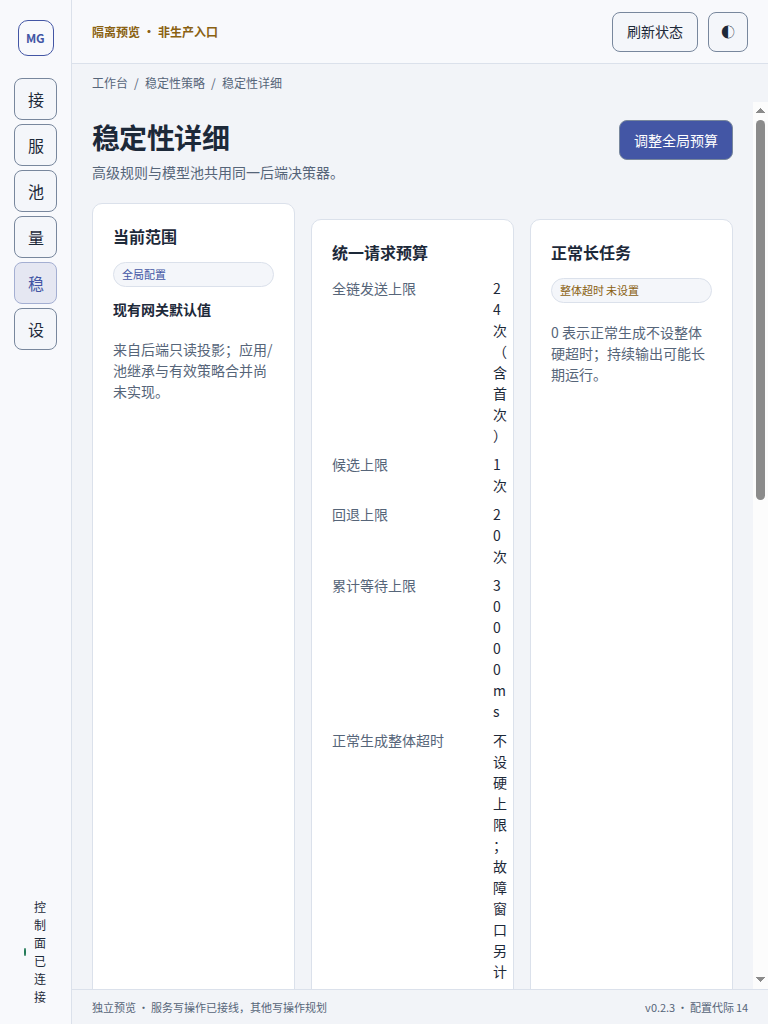 MG
接
服
池
量
稳
设
控
制
面
已
连
接
隔离预览 · 非生产入口
刷新状态
工作台 / 稳定性策略 / 稳定性详细
稳定性详细
高级规则与模型池共用同一后端决策器。
调整全局预算
当前范围
全局配置
现有网关默认值
来自后端只读投影；应用/
池继承与有效策略合并尚
未实现。
统一请求预算
全链发送上限
2
4
次
（
含
首
次
）
候选上限
1
次
回退上限
2
0
次
累计等待上限
3
0
0
0
0
m
s
正常生成整体超时
不
设
硬
上
限
；
故
障
窗
口
另
计
正常长任务
整体超时 未设置
0 表示正常生成不设整体
硬超时；持续输出可能长
期运行。
独立预览 · 服务写操作已接线，其他写操作规划
v0.2.3 · 配置代际 14